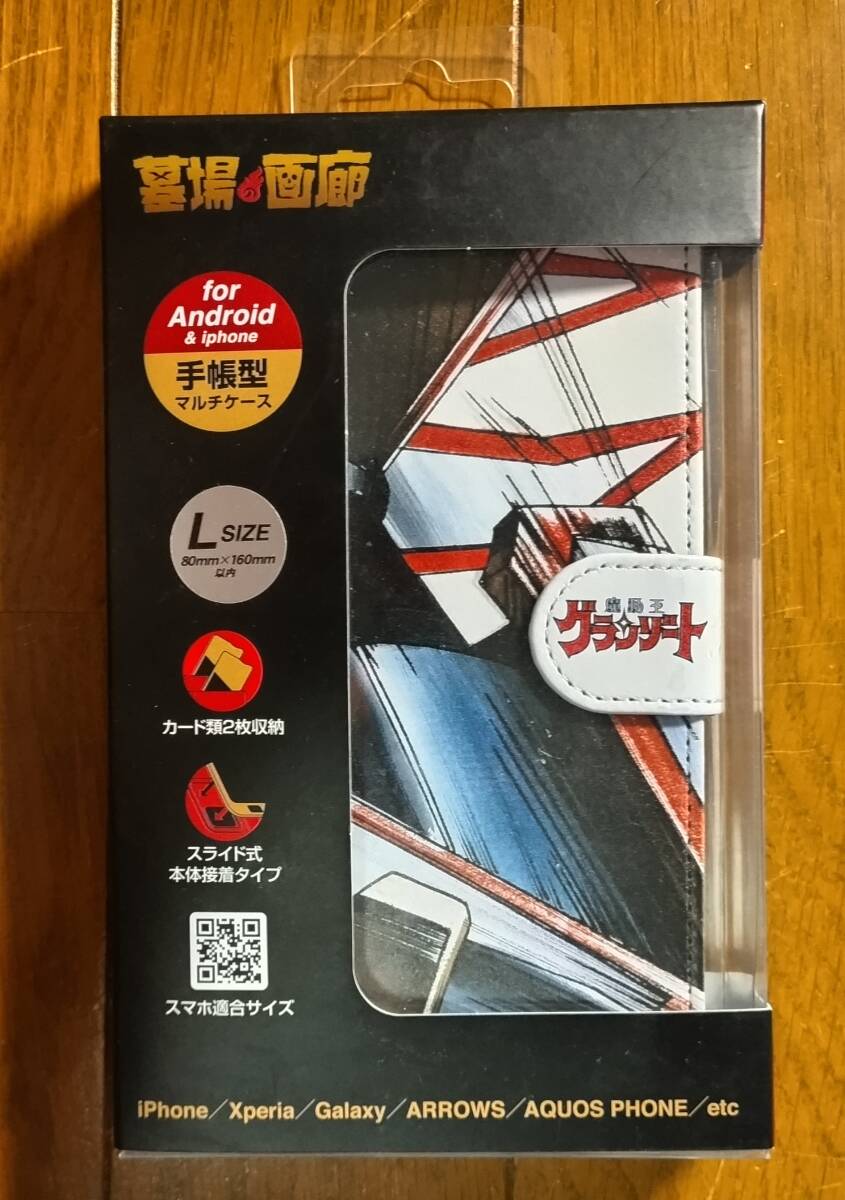 墓場の画廊
for
Android
& iphone
手帳型
マルチケース
L SIZE
80mm×160mm
以内
魔動王
グランゾート
カード類2枚収納
スライド式
本体接着タイプ
スマホ適合サイズ
iPhone／Xperia／Galaxy／ARROWS／AQUOS PHONE／etc